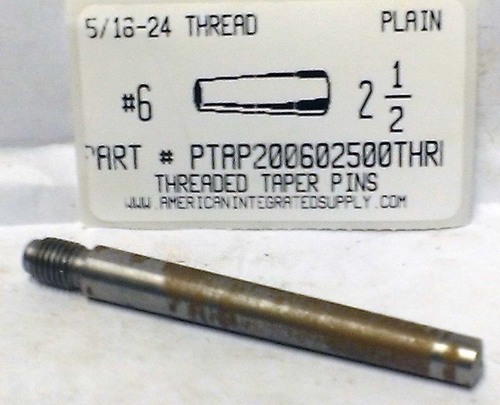 5/16-24 THREAD PLAIN
#6 2 1/2
PART # PTAP200602500THR
THREADED TAPER PINS
WWW.AMERICANINTEGRATEDSUPPLY.COM